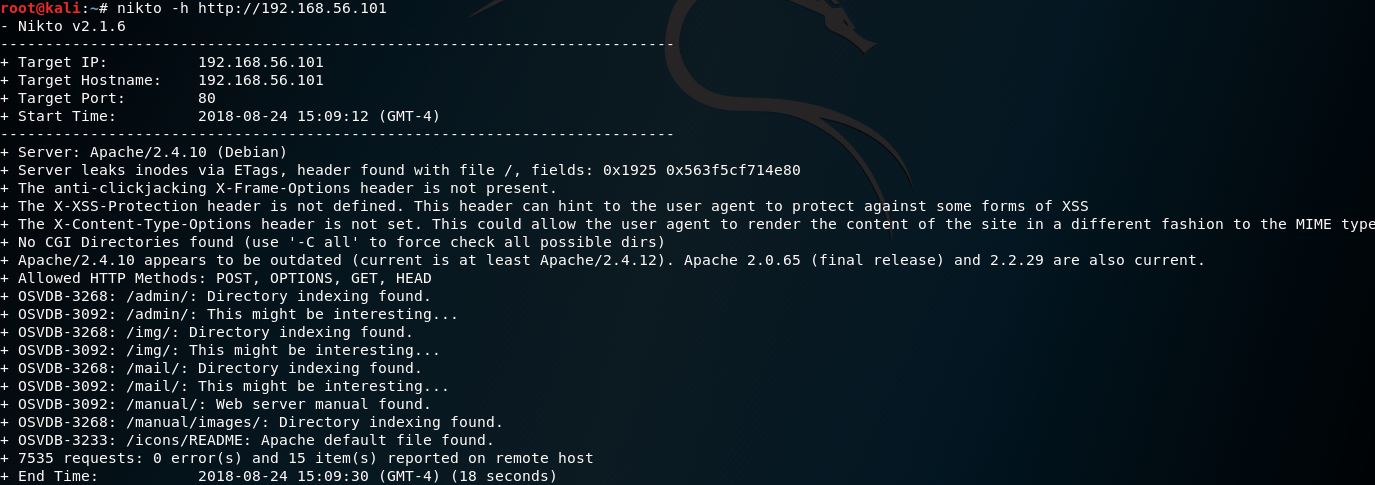 root@kali:~# nikto -h http://192.168.56.101
- Nikto v2.1.6
---------------------------------------------------------------------------
+ Target IP:          192.168.56.101
+ Target Hostname:    192.168.56.101
+ Target Port:        80
+ Start Time:         2018-08-24 15:09:12 (GMT-4)
---------------------------------------------------------------------------
+ Server: Apache/2.4.10 (Debian)
+ Server leaks inodes via ETags, header found with file /, fields: 0x1925 0x563f5cf714e80
+ The anti-clickjacking X-Frame-Options header is not present.
+ The X-XSS-Protection header is not defined. This header can hint to the user agent to protect against some forms of XSS
+ The X-Content-Type-Options header is not set. This could allow the user agent to render the content of the site in a different fashion to the MIME type
+ No CGI Directories found (use '-C all' to force check all possible dirs)
+ Apache/2.4.10 appears to be outdated (current is at least Apache/2.4.12). Apache 2.0.65 (final release) and 2.2.29 are also current.
+ Allowed HTTP Methods: POST, OPTIONS, GET, HEAD
+ OSVDB-3268: /admin/: Directory indexing found.
+ OSVDB-3092: /admin/: This might be interesting...
+ OSVDB-3268: /img/: Directory indexing found.
+ OSVDB-3092: /img/: This might be interesting...
+ OSVDB-3268: /mail/: Directory indexing found.
+ OSVDB-3092: /mail/: This might be interesting...
+ OSVDB-3092: /manual/: Web server manual found.
+ OSVDB-3268: /manual/images/: Directory indexing found.
+ OSVDB-3233: /icons/README: Apache default file found.
+ 7535 requests: 0 error(s) and 15 item(s) reported on remote host
+ End Time:           2018-08-24 15:09:30 (GMT-4) (18 seconds)